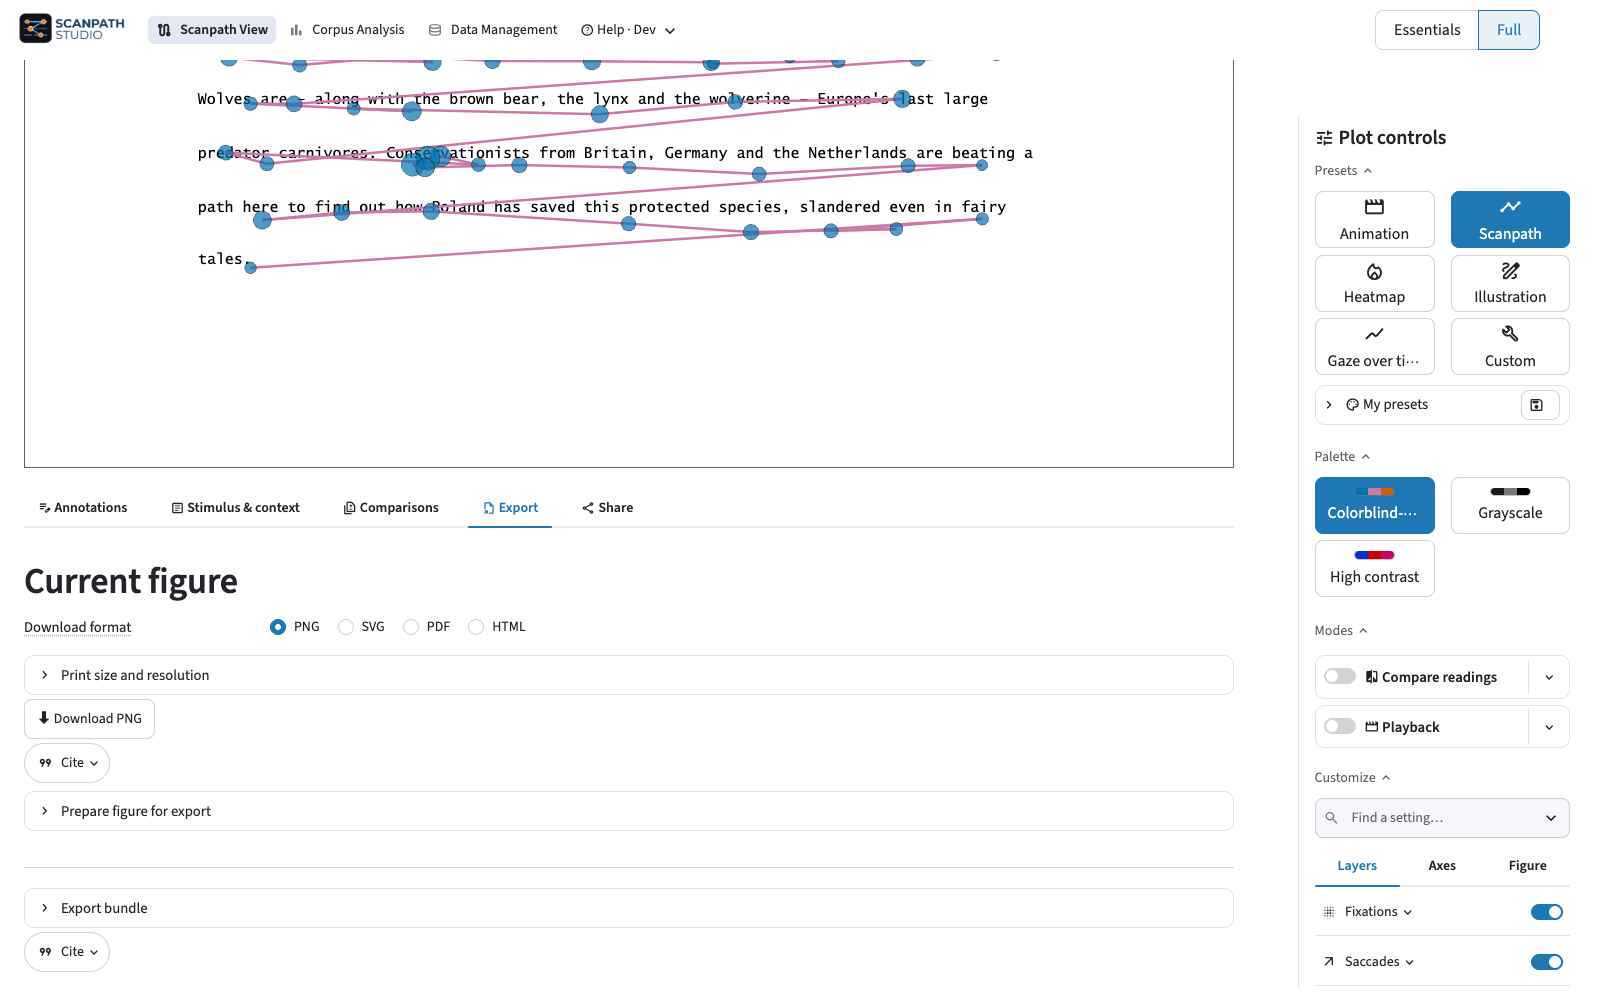 SCANPATH
STUDIO
Scanpath View
Corpus Analysis
Data Management
Help · Dev
Essentials
Full
Wolves are — along with the brown bear, the lynx and the wolverine — Europe's last large
predator carnivores. Conservationists from Britain, Germany and the Netherlands are beating a
path here to find out how Poland has saved this protected species, slandered even in fairy
tales.
Annotations
Stimulus & context
Comparisons
Export
Share
Current figure
Download format
PNG
SVG
PDF
HTML
Print size and resolution
Download PNG
Cite
Prepare figure for export
Export bundle
Cite
Plot controls
Presets
Animation
Scanpath
Heatmap
Illustration
Gaze over ti···
Custom
My presets
Palette
Colorblind-···
Grayscale
High contrast
Modes
Compare readings
Playback
Customize
Find a setting...
Layers
Axes
Figure
Fixations
Saccades